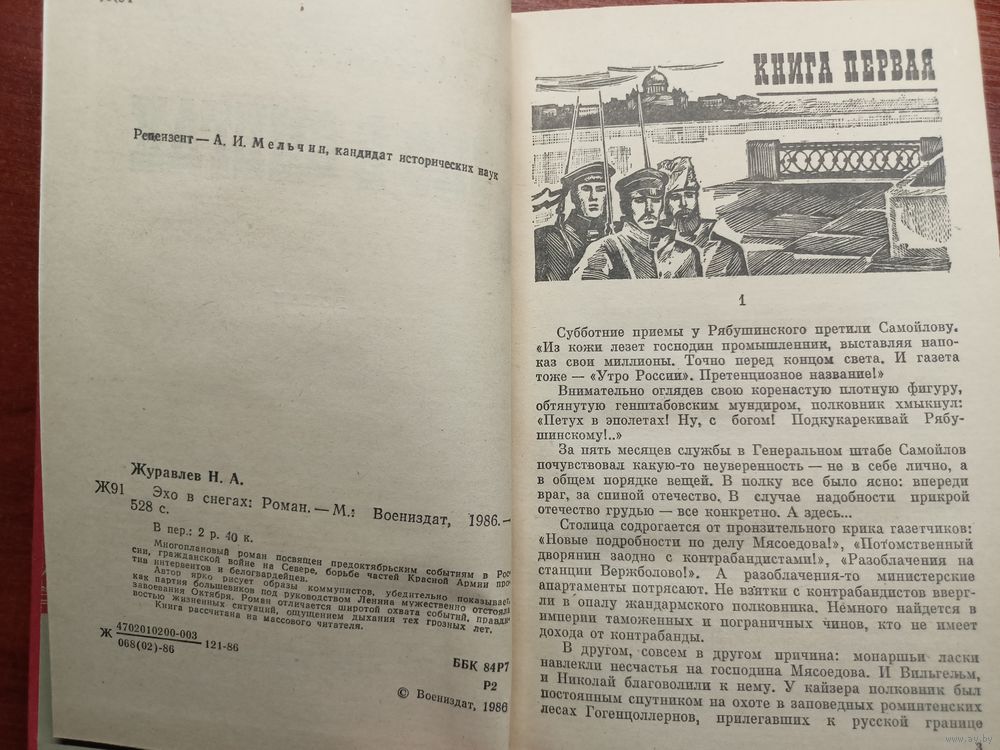 Рецензент — А. И. Мельчин, кандидат исторических наук
Журавлев Н. А.
Ж91
Эхо в снегах: Роман. — М.: Воениздат, 1986. —
528 с.
В пер.: 2 р. 40 к.
Многоплановый роман посвящен предоктябрьским событиям в Рос-
сии, гражданской войне на Севере, борьбе частей Красной Армии про-
тив интервентов и белогвардейцев.
Автор ярко рисует образы коммунистов, убедительно показывает,
как партия большевиков под руководством Ленина мужественно отстояла
завоевания Октября. Роман отличается широтой охвата событий,
востью жизненных ситуаций, ощущением дыхания тех грозных лет.
Книга рассчитана на массового читателя.
Ж 4702010200-003
068(02)-86
121-86
ББК 84Р7
Р2
© Воениздат, 1986
КНИГА ПЕРВАЯ
1
Субботние приемы у Рябушинского претили Самойлову.
«Из кожи лезет господин промышленник, выставляя напо-
каз свои миллионы. Точно перед концом света. И газета
тоже — «Утро России». Претенциозное название!»
Внимательно оглядев свою коренастую плотную фигуру,
обтянутую генштабовским мундиром, полковник хмыкнул:
«Петух в эполетах! Ну, с богом! Подкукарекивай Рябу-
шинскому!..»
За пять месяцев службы в Генеральном штабе Самойлов
почувствовал какую-то неуверенность — не в себе лично, а
в общем порядке вещей. В полку все было ясно: впереди
враг, за спиной отечество. В случае надобности прикрой
отечество грудью — все конкретно. А здесь...
Столица содрогается от пронзительного крика газетчиков:
«Новые подробности по делу Мясоедова!», «Потомственный
дворянин заодно с контрабандистами!», «Разоблачения на
станции Вержболово!». А разоблачения-то министерские
апартаменты потрясают. Не взятки с контрабандистов вверг-
ли в опалу жандармского полковника. Немного найдется в
империи таможенных и пограничных чинов, кто не имеет
дохода от контрабанды.
В другом, совсем в другом причина: монаршьи ласки
навлекли несчастья на господина Мясоедова. И Вильгельм,
и Николай благоволили к нему. У кайзера полковник был
постоянным спутником на охоте в заповедных роминтенских
лесах Гогенцоллернов, прилегавших к русской границе
3
www.ay.by